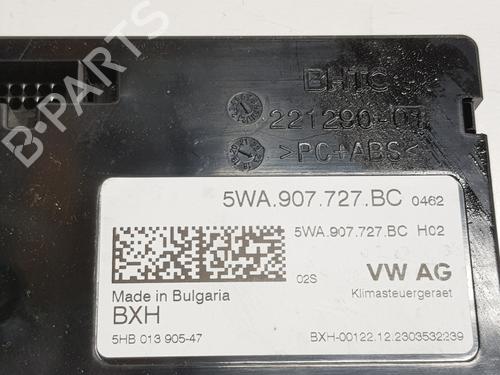 BHTC
221290-01
>PC+ABS<
5WA.907.727.BC 0462
5WA.907.727.BC H02
02S VW AG
Made in Bulgaria Klimasteuergeraet
BXH
5HB 013 905-47 BXH-00122.12.2303532239
B-PARTS